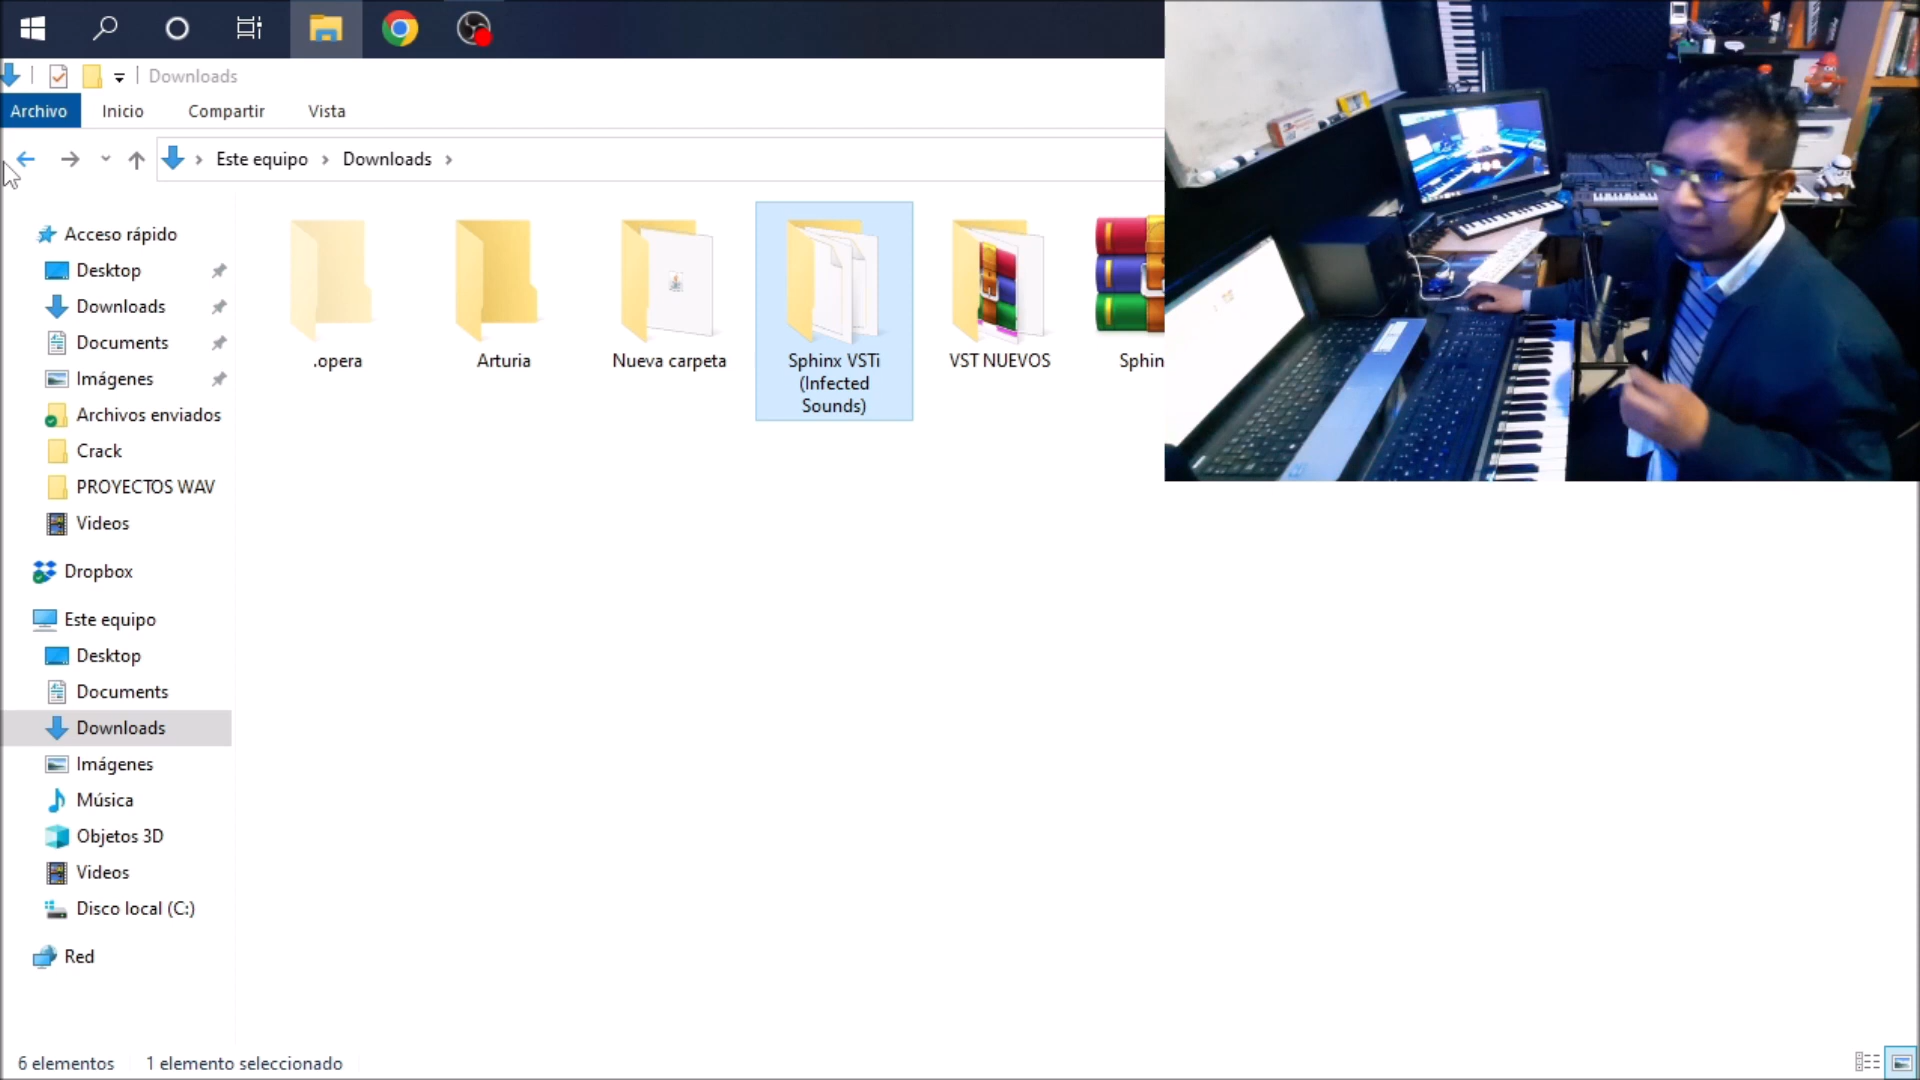 Downloads
Archivo Inicio Compartir Vista
Este equipo Downloads
Acceso rápido
Desktop
Downloads
Documents
Imágenes
Archivos enviados
Crack
PROYECTOS WAV
Videos
Dropbox
Este equipo
Desktop
Documents
Downloads
Imágenes
Música
Objetos 3D
Videos
Disco local (C:)
Red
.opera
Arturia
Nueva carpeta
Sphinx VSTi
(Infected
Sounds)
VST NUEVOS
Sphin
6 elementos 1 elemento seleccionado